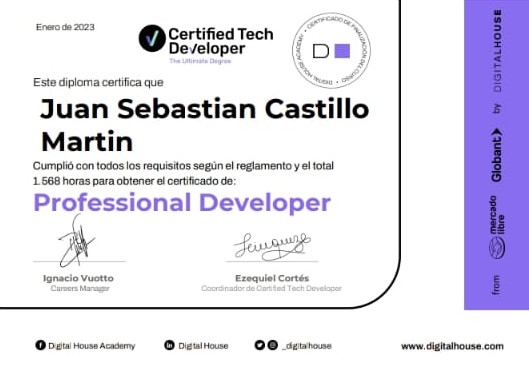 Enero de 2023
Certified Tech
Developer
The Ultimate Degree
CERTIFICADO DE FINALIZACIÓN DEL CURSO • DIGITAL HOUSE ACADEMY •
D
Este diploma certifica que
Juan Sebastian Castillo
Martin
Cumplió con todos los requisitos según el reglamento y el total
1.568 horas para obtener el certificado de:
Professional Developer
Ignacio Vuotto
Careers Manager
Ezequiel Cortés
Coordinador de Certified Tech Developer
from mercado libre Globant by DIGITALHOUSE
Digital House Academy
Digital House
_digitalhouse
www.digitalhouse.com